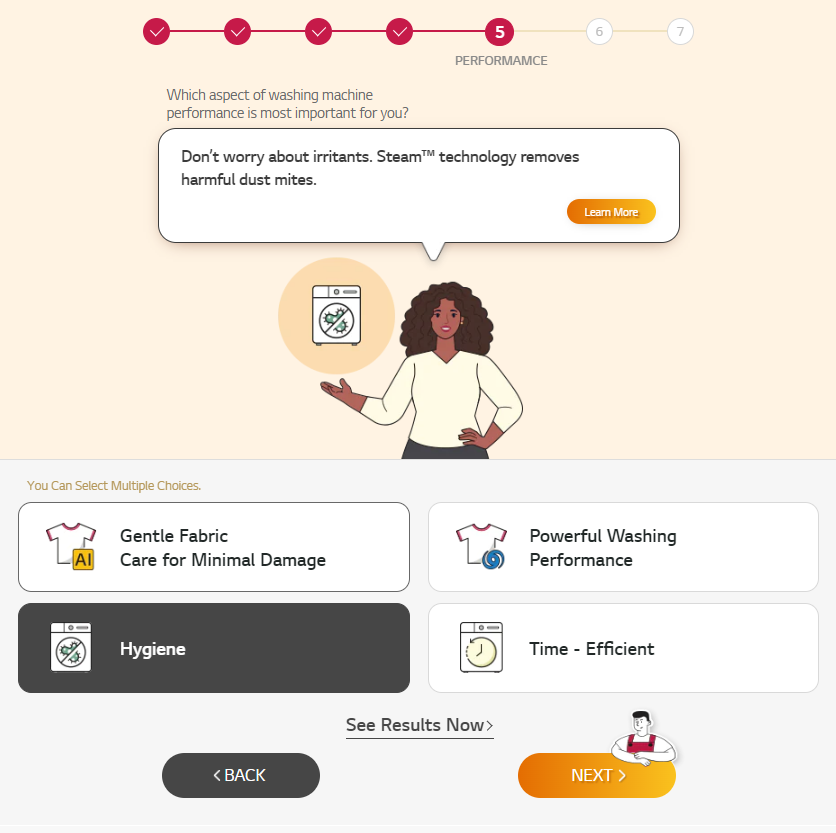 5
6
7
PERFORMAMCE
Which aspect of washing machine
performance is most important for you?
Don't worry about irritants. Steam™ technology removes
harmful dust mites.
Learn More
You Can Select Multiple Choices.
Gentle Fabric
Care for Minimal Damage
AI
Powerful Washing
Performance
Hygiene
Time - Efficient
See Results Now>
< BACK
NEXT >